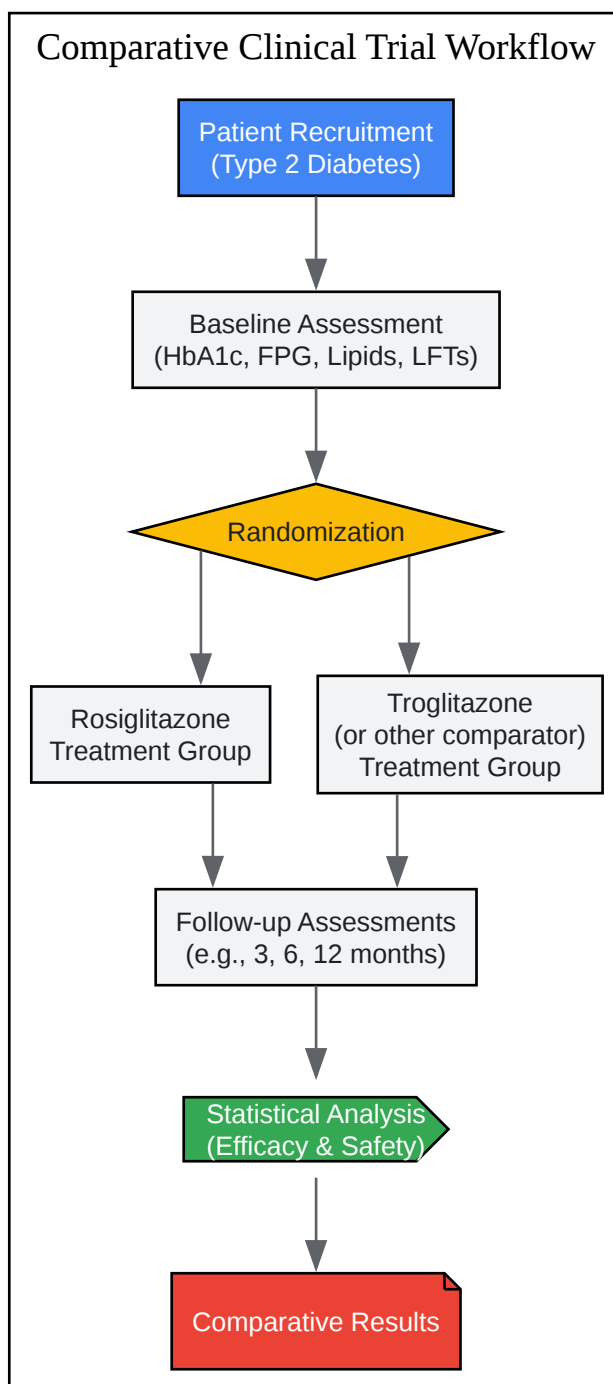 Comparative Clinical Trial Workflow
Patient Recruitment
(Type 2 Diabetes)
Baseline Assessment
(HbA1c, FPG, Lipids, LFTs)
Randomization
Rosiglitazone
Treatment Group
Troglitazone
(or other comparator)
Treatment Group
Follow-up Assessments
(e.g., 3, 6, 12 months)
Statistical Analysis
(Efficacy & Safety)
Comparative Results